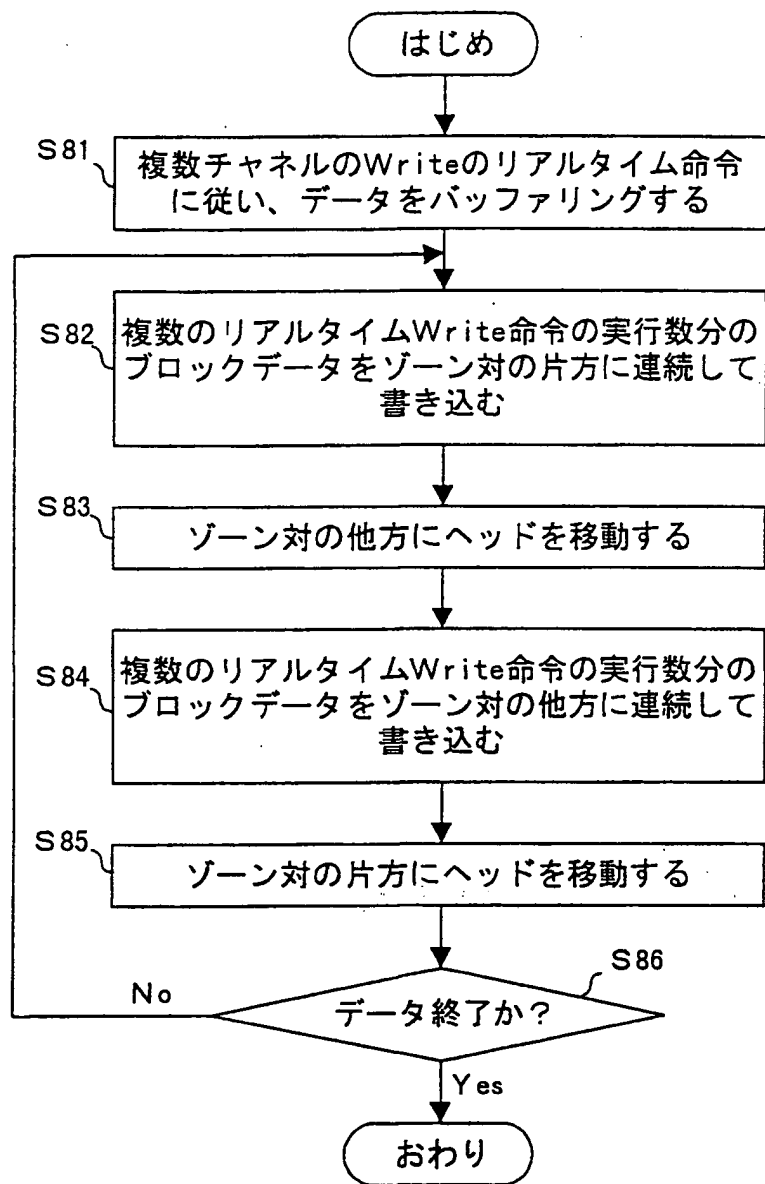 はじめ
S81
複数チャネルのWriteのリアルタイム命令
に従い、データをバッファリングする
S82
複数のリアルタイムWrite命令の実行数分の
ブロックデータをゾーン対の片方に連続して
書き込む
S83
ゾーン対の他方にヘッドを移動する
S84
複数のリアルタイムWrite命令の実行数分の
ブロックデータをゾーン対の他方に連続して
書き込む
S85
ゾーン対の片方にヘッドを移動する
S86
No
データ終了か?
Yes
おわり